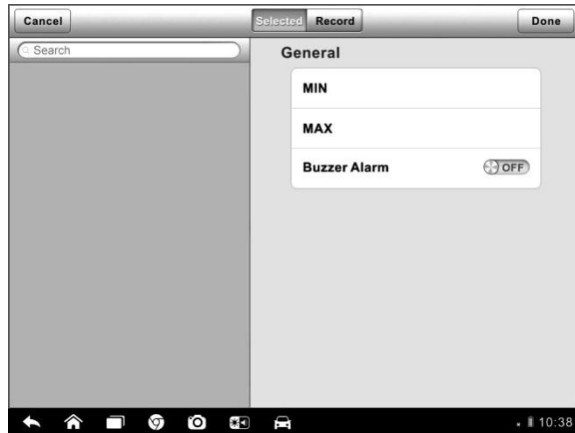 Cancel
Selected Record
Done
Search
General
MIN
MAX
Buzzer Alarm OFF
10:38